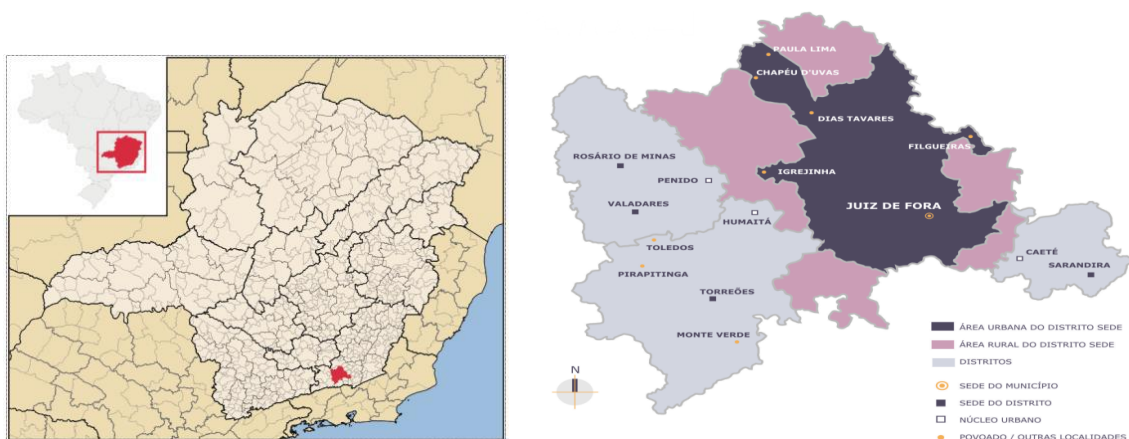 PAULA LIMA
CHAPÉU D'UVAS
DIAS TAVARES
FILGUEIRAS
ROSÁRIO DE MINAS
PENIDO
IGREJINHA
VALADARES
JUIZ DE FORA
HUMAITÁ
TOLEDOS
CAETÉ
PIRAPITINGA
SARANDIRA
TORREÕES
MONTE VERDE
N
ÁREA URBANA DO DISTRITO SEDE
ÁREA RURAL DO DISTRITO SEDE
DISTRITOS
SEDE DO MUNICÍPIO
SEDE DO DISTRITO
NÚCLEO URBANO
POVOADO / OUTRAS LOCALIDADES